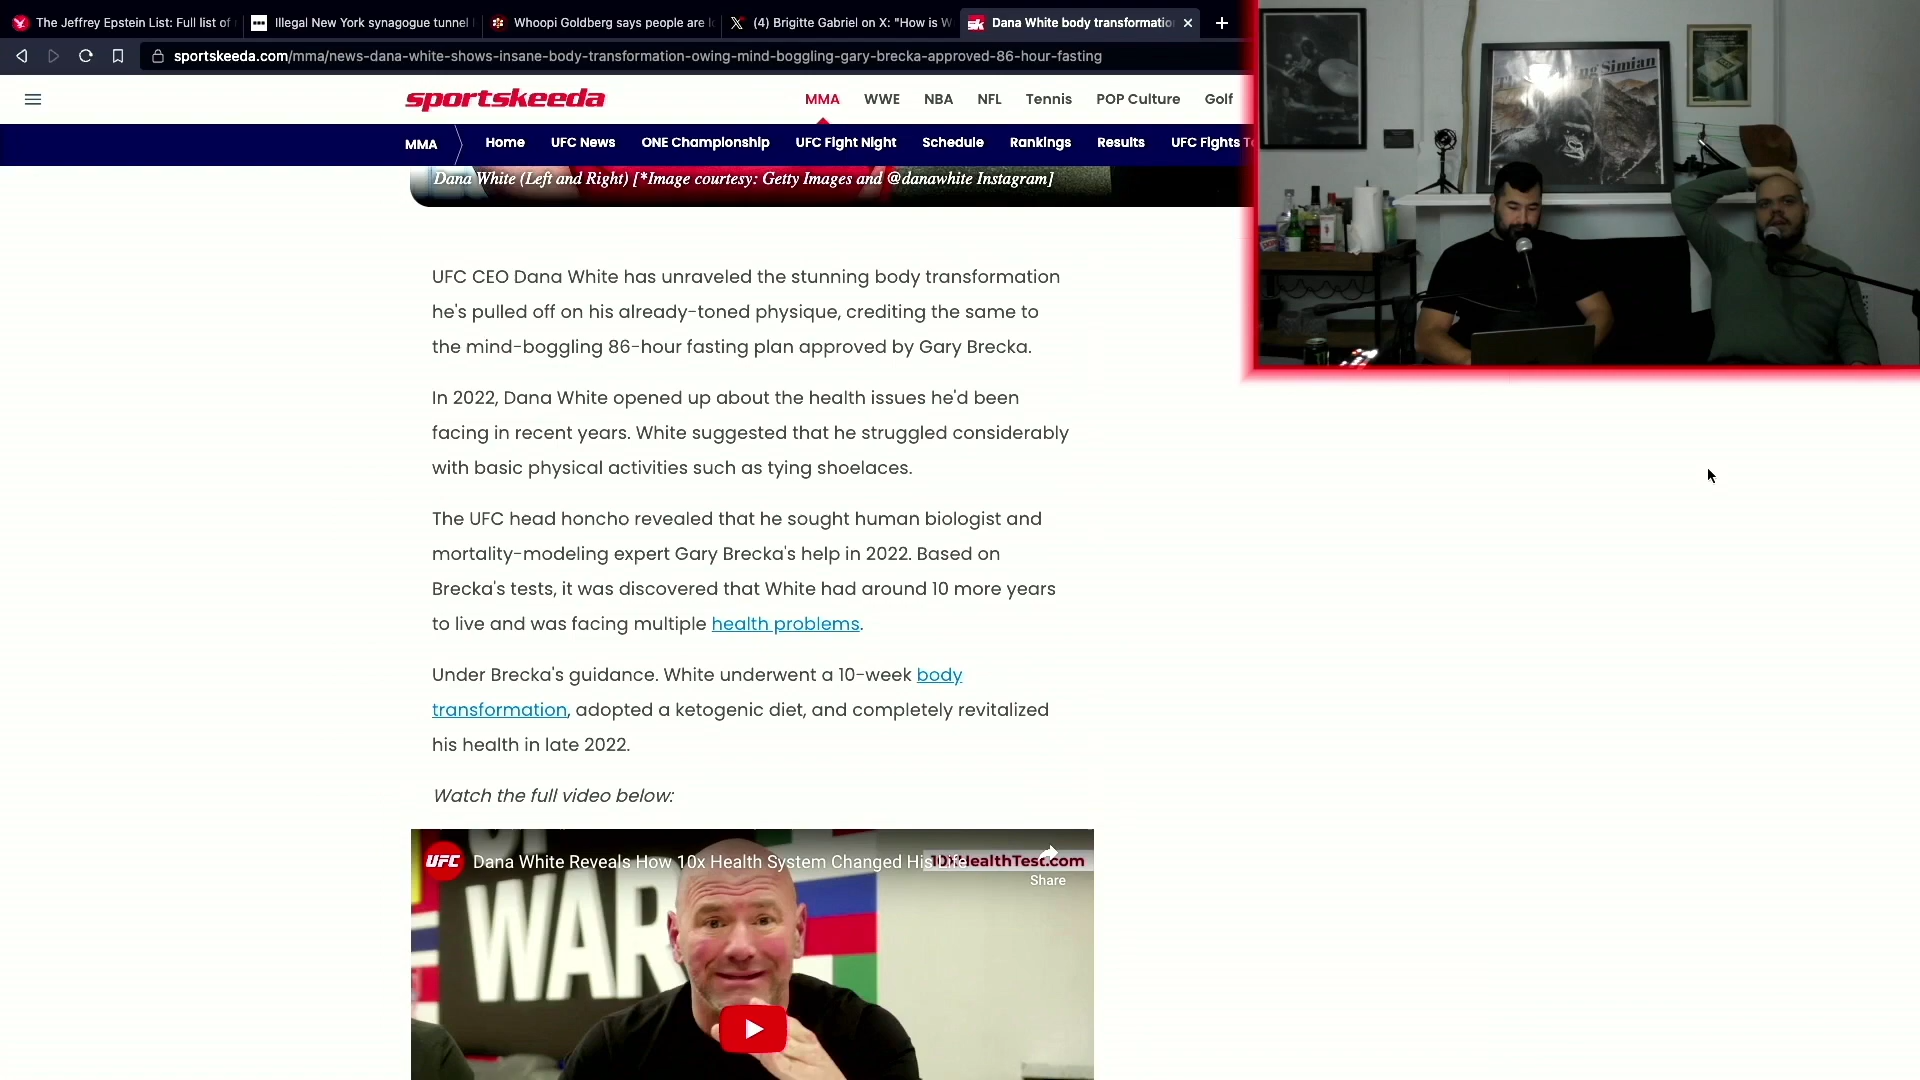 The Jeffrey Epstein List: Full list of
Illegal New York synagogue tunnel
Whoopi Goldberg says people are l
(4) Brigitte Gabriel on X: "How is W
Dana White body transformatio
sportskeeda.com/mma/news-dana-white-shows-insane-body-transformation-owing-mind-boggling-gary-brecka-approved-86-hour-fasting
sportskeeda
MMA WWE NBA NFL Tennis POP Culture Golf
MMA Home UFC News ONE Championship UFC Fight Night Schedule Rankings Results UFC Fights T
Dana White (Left and Right) [*Image courtesy: Getty Images and @danawhite Instagram]
UFC CEO Dana White has unraveled the stunning body transformation
he's pulled off on his already-toned physique, crediting the same to
the mind-boggling 86-hour fasting plan approved by Gary Brecka.
In 2022, Dana White opened up about the health issues he'd been
facing in recent years. White suggested that he struggled considerably
with basic physical activities such as tying shoelaces.
The UFC head honcho revealed that he sought human biologist and
mortality-modeling expert Gary Brecka's help in 2022. Based on
Brecka's tests, it was discovered that White had around 10 more years
to live and was facing multiple health problems.
Under Brecka's guidance. White underwent a 10-week body
transformation, adopted a ketogenic diet, and completely revitalized
his health in late 2022.
Watch the full video below:
UFC Dana White Reveals How 10x Health System Changed His Life
HealthTest.com
Share
WAR
Simian